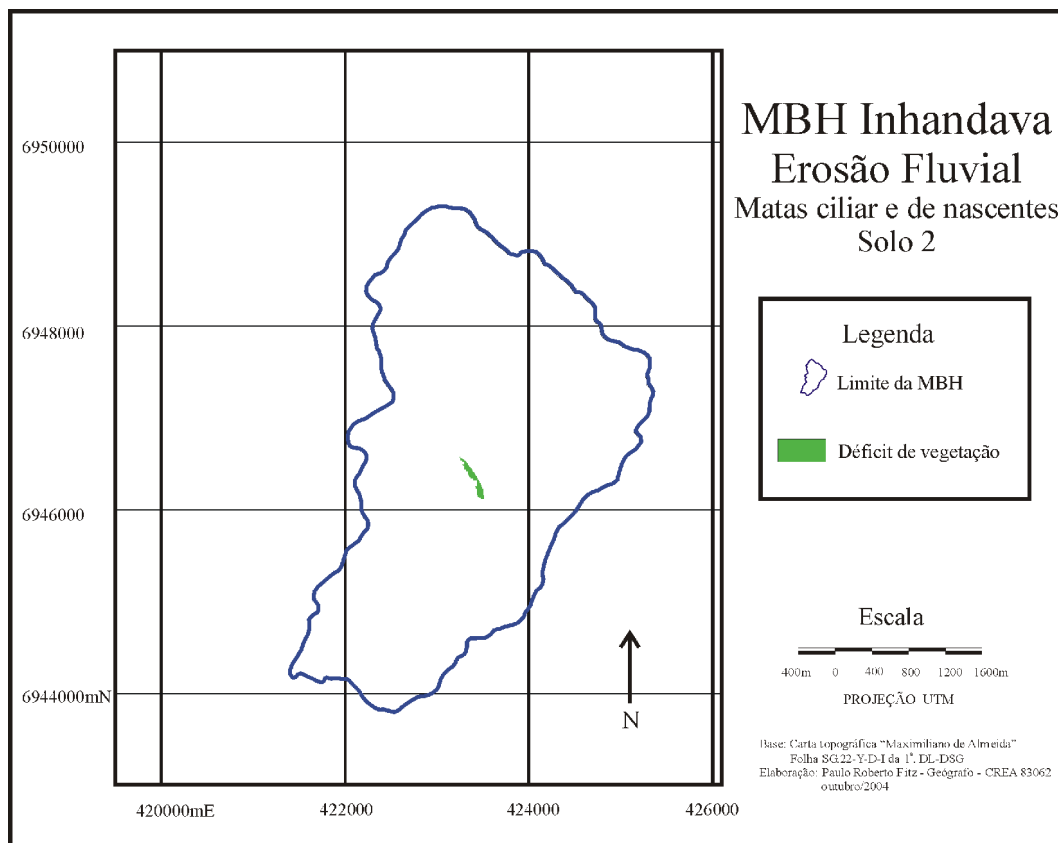 MBH Inhandava
Erosão Fluvial
Matas ciliar e de nascentes
Solo 2
6950000
6948000
6946000
6944000mN
420000mE
422000
424000
426000
N
Legenda
Limite da MBH
Déficit de vegetação
Escala
400m 0 400 800 1200 1600m
PROJEÇÃO UTM
Base: Carta topográfica “Maximiliano de Almeida”
Folha SG.22-Y-D-I da 1ª. DL-DSG
Elaboração: Paulo Roberto Fitz - Geógrafo - CREA 83062
outubro/2004